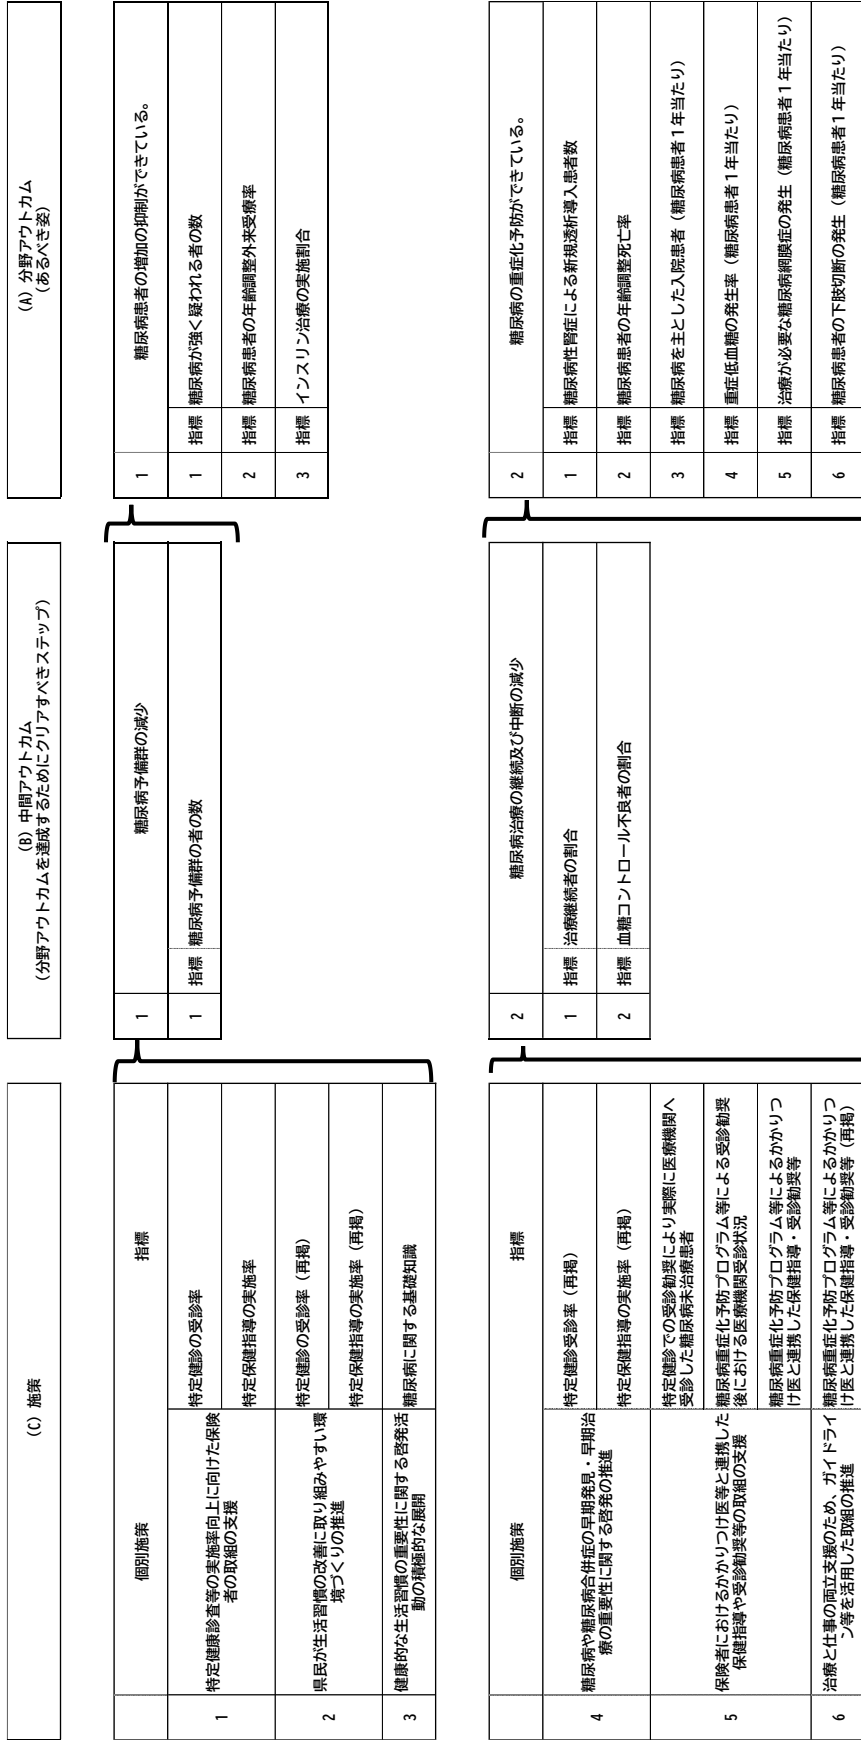 (C) 施策
(B) 中間アウトカム
(分野アウトカムを達成するためにクリアすべきステップ)
(A) 分野アウトカム
(あるべき姿)
個別施策
指標
1
特定健康診査等の実施率向上に向けた保険
者の取組の支援
特定健診の受診率
特定保健指導の実施率
2
県民が生活習慣の改善に取り組みやすい環
境づくりの推進
特定健診の受診率（再掲）
特定保健指導の実施率（再掲）
3
健康的な生活習慣の重要性に関する啓発活
動の積極的な展開
糖尿病に関する基礎知識
1
糖尿病予備群の減少
1
指標
糖尿病予備群の者の数
1
糖尿病患者の増加の抑制ができている。
1
指標
糖尿病が強く疑われる者の数
2
指標
糖尿病患者の年齢調整外来受療率
3
指標
インスリン治療の実施割合
個別施策
指標
4
糖尿病や糖尿病合併症の早期発見・早期治
療の重要性に関する啓発の推進
特定健診受診率（再掲）
特定保健指導の実施率（再掲）
5
保険者におけるかかりつけ医等と連携した
保健指導や受診勧奨等の取組の支援
特定健診での受診勧奨により実際に医療機関へ
受診した糖尿病未治療患者
糖尿病重症化予防プログラム等による受診勧奨
後における医療機関受診状況
糖尿病重症化予防プログラム等によるかかりつ
け医と連携した保健指導・受診勧奨等
6
治療と仕事の両立支援のため、ガイドライ
ン等を活用した取組の推進
糖尿病重症化予防プログラム等によるかかりつ
け医と連携した保健指導・受診勧奨等（再掲）
2
糖尿病治療の継続及び中断の減少
1
指標
治療継続者の割合
2
指標
血糖コントロール不良者の割合
2
糖尿病の重症化予防ができている。
1
指標
糖尿病性腎症による新規透析導入患者数
2
指標
糖尿病患者の年齢調整死亡率
3
指標
糖尿病を主とした入院患者（糖尿病患者１年当たり）
4
指標
重症低血糖の発生率（糖尿病患者１年当たり）
5
指標
治療が必要な糖尿病網膜症の発生（糖尿病患者１年当たり）
6
指標
糖尿病患者の下肢切断の発生（糖尿病患者１年当たり）